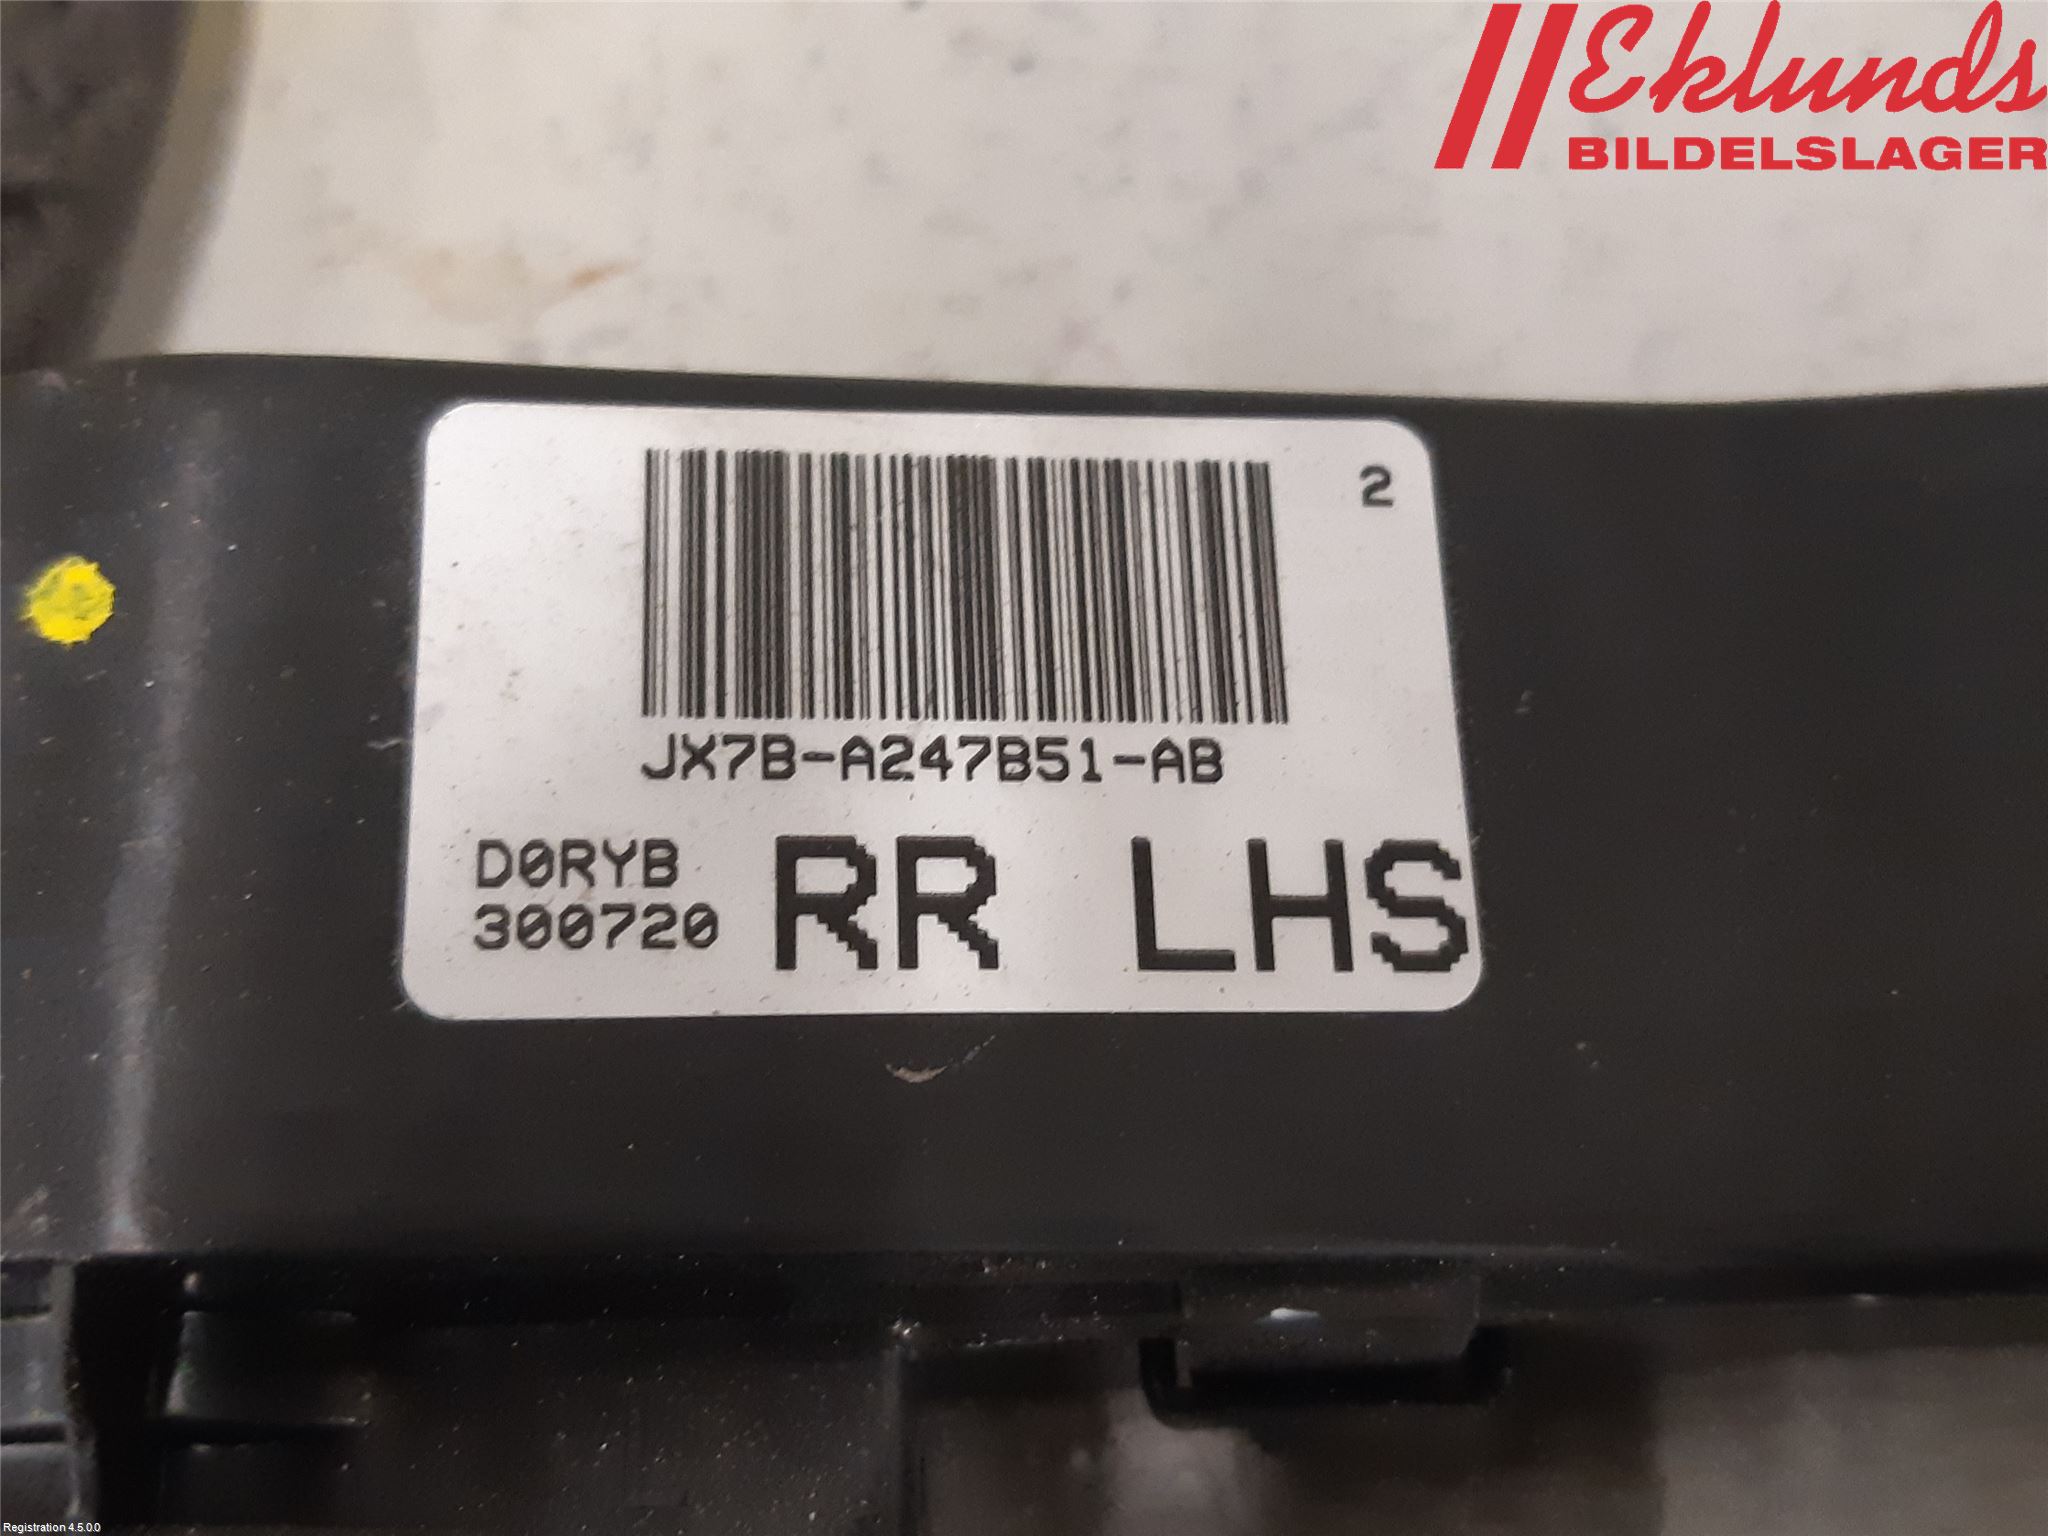 Eklunds
BILDELSLAGER
2
JX7B-A247B51-AB
D0RYB
300720
RR LHS
Registration 4.5.0.0